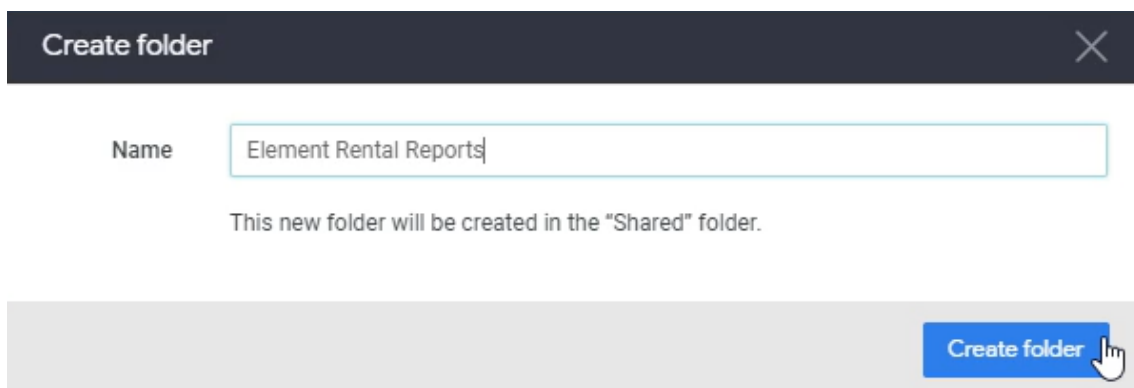 Create folder
Name
Element Rental Reports
This new folder will be created in the “Shared” folder.
Create folder